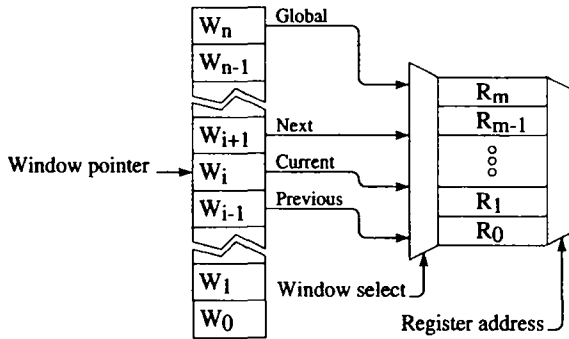 Wn Global
Wn-1
Rm
Wi+1 Next Rm-1
Window pointer Wi Current
Wi-1 Previous R1
R0
W1 Window select
W0 Register address